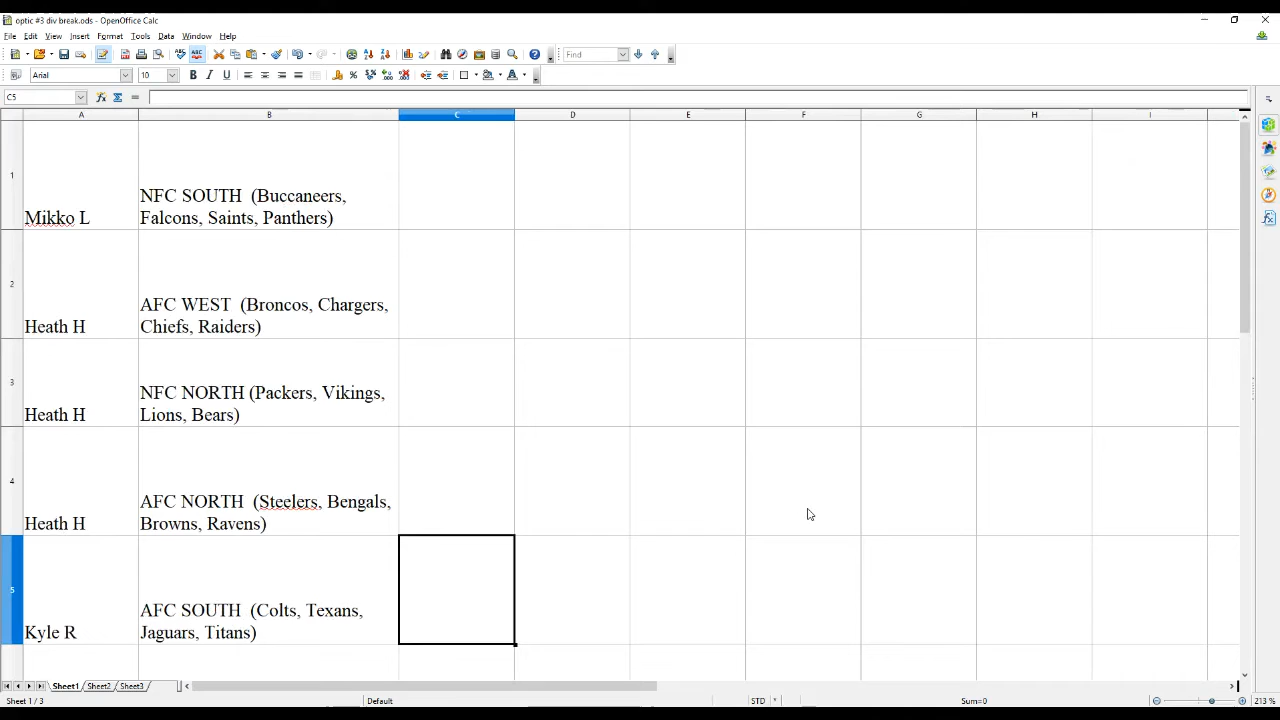 optic #3 div break.ods - OpenOffice Calc
File Edit View Insert Format Tools Data Window Help
Find
Arial 10 B I U
C5
A B C D E F G H I
1 Mikko L NFC SOUTH  (Buccaneers,
Falcons, Saints, Panthers)
2 Heath H AFC WEST  (Broncos, Chargers,
Chiefs, Raiders)
3 Heath H NFC NORTH (Packers, Vikings,
Lions, Bears)
4 Heath H AFC NORTH  (Steelers, Bengals,
Browns, Ravens)
5 Kyle R AFC SOUTH  (Colts, Texans,
Jaguars, Titans)
Sheet1 Sheet2 Sheet3
Sheet 1 / 3 Default STD * Sum=0 213 %